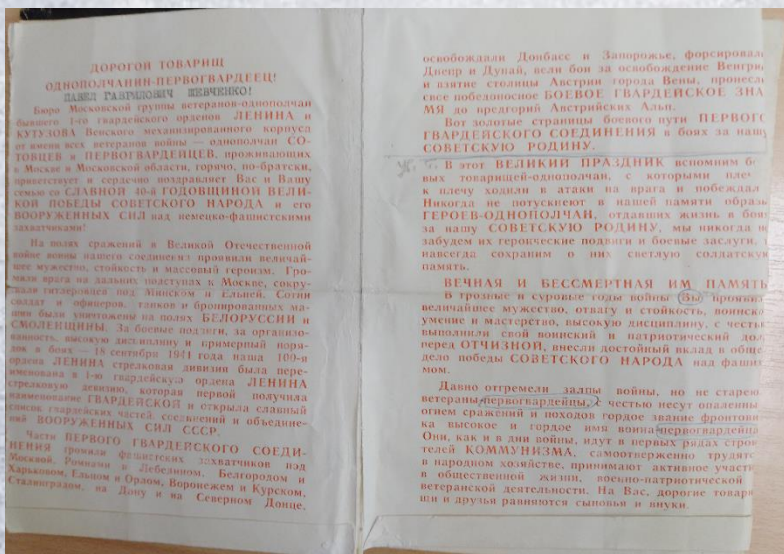 ДОРОГОЙ ТОВАРИЩ
ОДНОПОЛЧАНИН-ПЕРВОГВАРДЕЕЦ!
ПАВЕЛ ГАВРИЛОВИЧ ШЕВЧЕНКО!
Бюро Московской группы ветеранов-однополчан
бывшего 1-го гвардейского орденов ЛЕНИНА и
КУТУЗОВА Венского механизированного корпуса
от имени всех ветеранов войны — однополчан СО-
ТОВЦЕВ и ПЕРВОГВАРДЕЙЦЕВ, проживающих
в Москве и Московской области, горячо, по-братски,
приветствует и сердечно поздравляет Вас и Вашу
семью со СЛАВНОЙ 40-й ГОДОВЩИНОЙ ВЕЛИ-
КОЙ ПОБЕДЫ СОВЕТСКОГО НАРОДА и его
ВООРУЖЕННЫХ СИЛ над немецко-фашистскими
захватчиками!
На полях сражений в Великой Отечественной
войне воины нашего соединения проявили величай-
шее мужество, стойкость и массовый героизм. Гро-
мили врага на дальних подступах к Москве, сокру-
шали гитлеровцев под Минском и Ельней. Сотни
солдат и офицеров, танков и бронированных ма-
шин были уничтожены на полях БЕЛОРУССИИ и
СМОЛЕНЩИНЫ. За боевые подвиги, за организо-
ванность, высокую дисциплину и примерный поря-
док в боях — 18 сентября 1941 года наша 100-я
ордена ЛЕНИНА стрелковая дивизия была пере-
именована в 1-ю гвардейскую ордена ЛЕНИНА
стрелковую дивизию, которая первой получила
наименование ГВАРДЕЙСКОЙ и открыла славный
список гвардейских частей, соединений и объедине-
ний ВООРУЖЕННЫХ СИЛ СССР.
Части ПЕРВОГО ГВАРДЕЙСКОГО СОЕДИ-
НЕНИЯ громили фашистских захватчиков под
Москвой, Ромнами и Лебедином, Белгородом и
Харьковом, Ельцом и Орлом, Воронежем и Курском,
Сталинградом, на Дону и на Северном Донце,
освобождали Донбасс и Запорожье, форсировали
Днепр и Дунай, вели бои за освобождение Венгри
и взятие столицы Австрии города Вены, пронесл
свое победоносное БОЕВОЕ ГВАРДЕЙСКОЕ ЗНА
МЯ до предгорий Австрийских Альп.
Вот золотые страницы боевого пути ПЕРВОГ
ГВАРДЕЙСКОГО СОЕДИНЕНИЯ в боях за нашу
СОВЕТСКУЮ РОДИНУ.
В этот ВЕЛИКИЙ ПРАЗДНИК вспомним бо
вых товарищей-однополчан, с которыми плеч
к плечу ходили в атаки на врага и побеждал
Никогда не потускнеют в нашей памяти образы
ГЕРОЕВ-ОДНОПОЛЧАН, отдавших жизнь в бою
за нашу СОВЕТСКУЮ РОДИНУ, мы никогда н
забудем их героические подвиги и боевые заслуги,
навсегда сохраним о них светлую солдатскую
память.
ВЕЧНАЯ И БЕССМЕРТНАЯ ИМ ПАМЯТЬ
В грозные и суровые годы войны Вы проявил
величайшее мужество, отвагу и стойкость, воинско
умение и мастерство, высокую дисциплину, с честью
выполнили свой воинский и патриотический дол
перед ОТЧИЗНОЙ, внесли достойный вклад в обще
дело победы СОВЕТСКОГО НАРОДА над фашиз
мом.
Давно отгремели залпы войны, но не старею
ветераны первогвардейцы, с честью несут опаленны
огнем сражений и походов гордое звание фронтови
ка высокое и гордое имя воина первогвардейца
Они, как и в дни войны, идут в первых рядах строи
телей КОММУНИЗМА, самоотверженно трудятс
в народном хозяйстве, принимают активное участи
в общественной жизни, военно-патриотической
ветеранской деятельности. На Вас, дорогие товари
щи и друзья равняются сыновья и внуки.